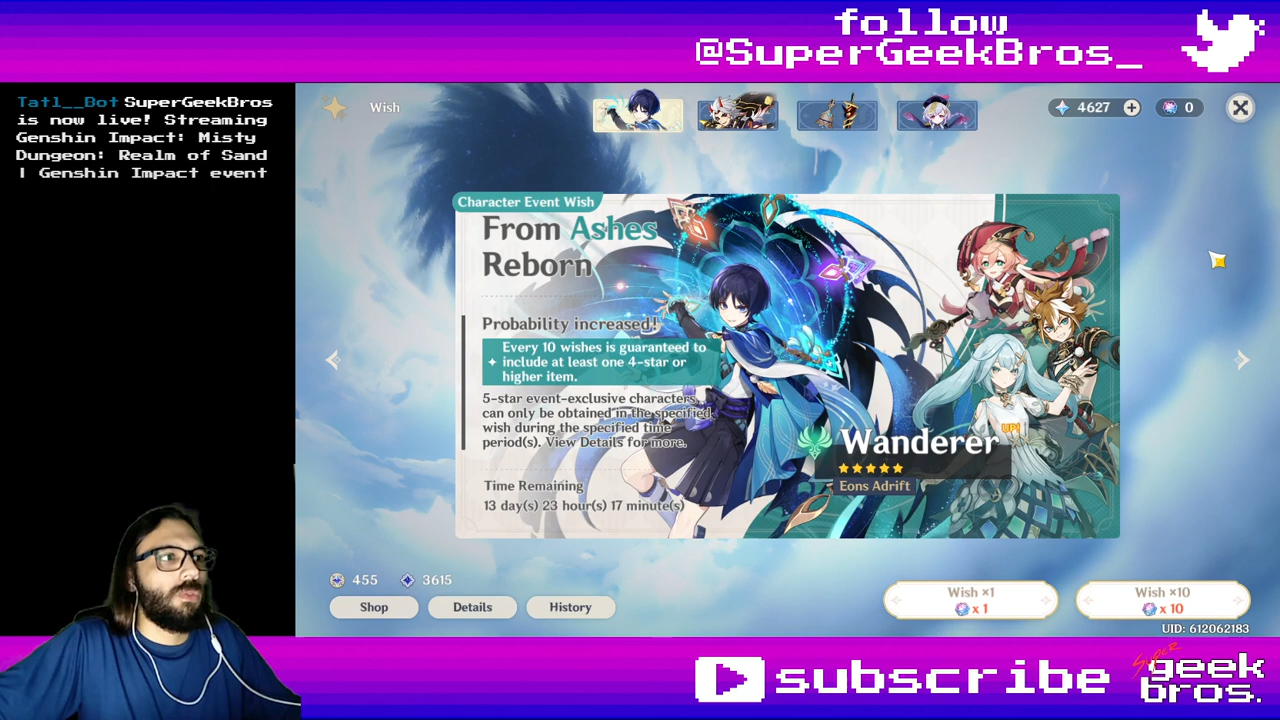 follow
@SuperGeekBros_
Tatl__Bot SuperGeekBros
is now live! Streaming
Genshin Impact: Misty
Dungeon: Realm of Sand
| Genshin Impact event
Wish
4627
0
Character Event Wish
From Ashes
Reborn
Probability increased!
Every 10 wishes is guaranteed to
include at least one 4-star or
higher item.
5-star event-exclusive characters
can only be obtained in the specified
wish during the specified time
period(s). View Details for more.
Time Remaining
13 day(s) 23 hour(s) 17 minute(s)
UP!
Wanderer
Eons Adrift
455
3615
Shop
Details
History
Wish ×1
x 1
Wish ×10
x 10
UID: 612062183
subscribe
super
geek
bros.